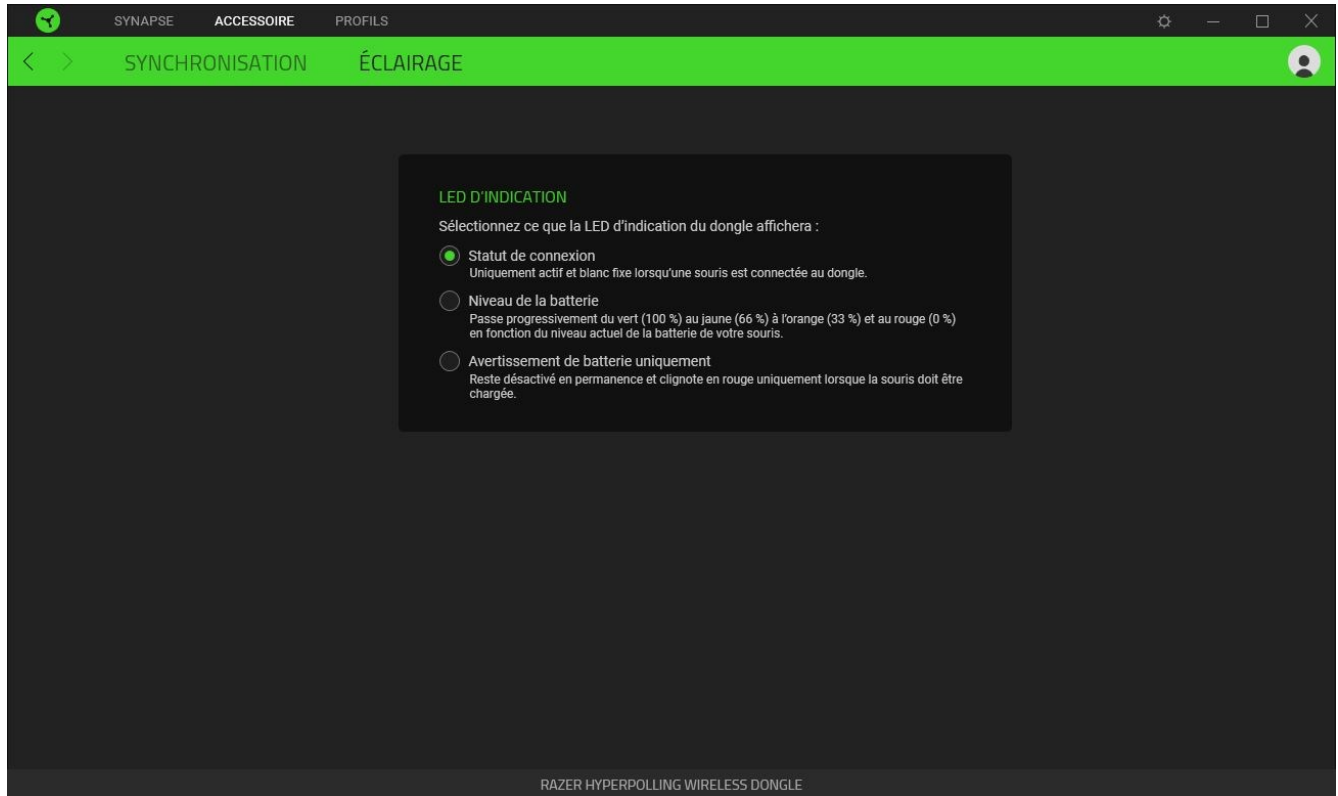 SYNAPSE ACCESSOIRE PROFILS
SYNCHRONISATION ÉCLAIRAGE
LED D'INDICATION
Sélectionnez ce que la LED d'indication du dongle affichera :
Statut de connexion
Uniquement actif et blanc fixe lorsqu'une souris est connectée au dongle.
Niveau de la batterie
Passe progressivement du vert (100 %) au jaune (66 %) à l'orange (33 %) et au rouge (0 %)
en fonction du niveau actuel de la batterie de votre souris.
Avertissement de batterie uniquement
Reste désactivé en permanence et clignote en rouge uniquement lorsque la souris doit être
chargée.
RAZER HYPERPOLLING WIRELESS DONGLE